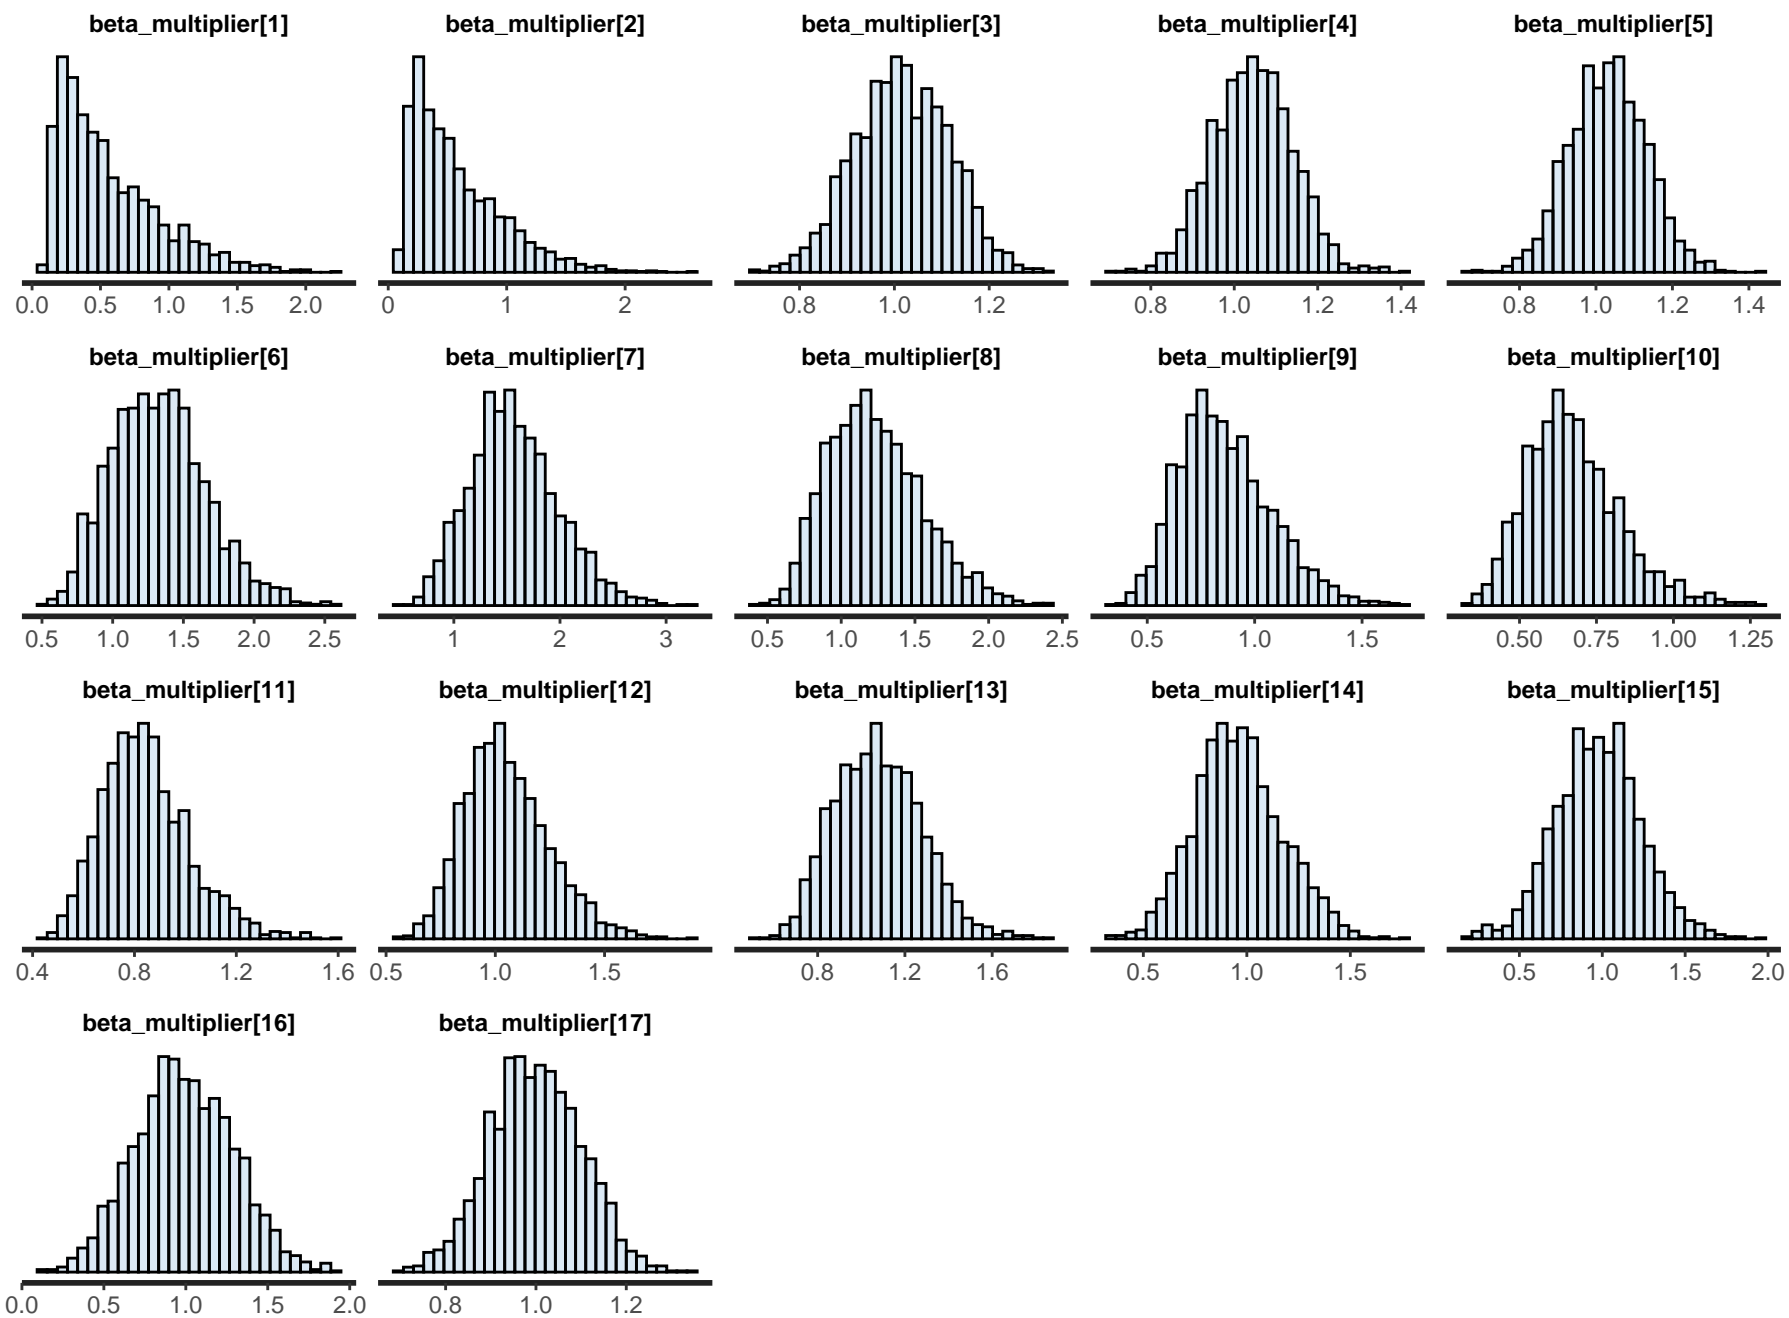 beta_multiplier[1] beta_multiplier[2] beta_multiplier[3] beta_multiplier[4] beta_multiplier[5]
0.0 0.5 1.0 1.5 2.0 0 1 2 0.8 1.0 1.2 0.8 1.0 1.2 1.4 0.8 1.0 1.2 1.4
beta_multiplier[6] beta_multiplier[7] beta_multiplier[8] beta_multiplier[9] beta_multiplier[10]
0.5 1.0 1.5 2.0 2.5 1 2 3 0.5 1.0 1.5 2.0 2.5 0.5 1.0 1.5 0.50 0.75 1.00 1.25
beta_multiplier[11] beta_multiplier[12] beta_multiplier[13] beta_multiplier[14] beta_multiplier[15]
0.4 0.8 1.2 1.6 0.5 1.0 1.5 0.8 1.2 1.6 0.5 1.0 1.5 0.5 1.0 1.5 2.0
beta_multiplier[16] beta_multiplier[17]
0.0 0.5 1.0 1.5 2.0 0.8 1.0 1.2